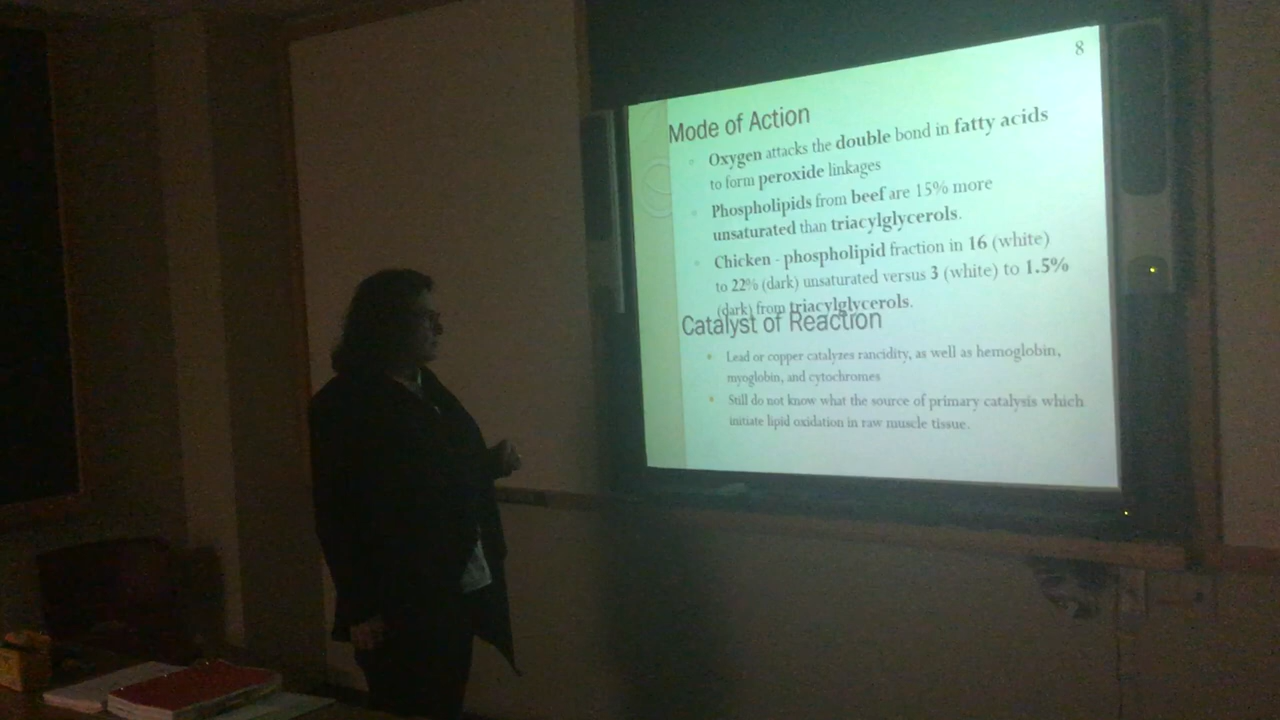 8
Mode of Action
Oxygen attacks the double bond in fatty acids
to form peroxide linkages
Phospholipids from beef are 15% more
unsaturated than triacylglycerols.
Chicken - phospholipid fraction in 16 (white)
to 22% (dark) unsaturated versus 3 (white) to 1.5%
(dark) from triacylglycerols.
Catalyst of Reaction
Lead or copper catalyzes rancidity, as well as hemoglobin,
myoglobin, and cytochromes
Still do not know what the source of primary catalysis which
initiate lipid oxidation in raw muscle tissue.